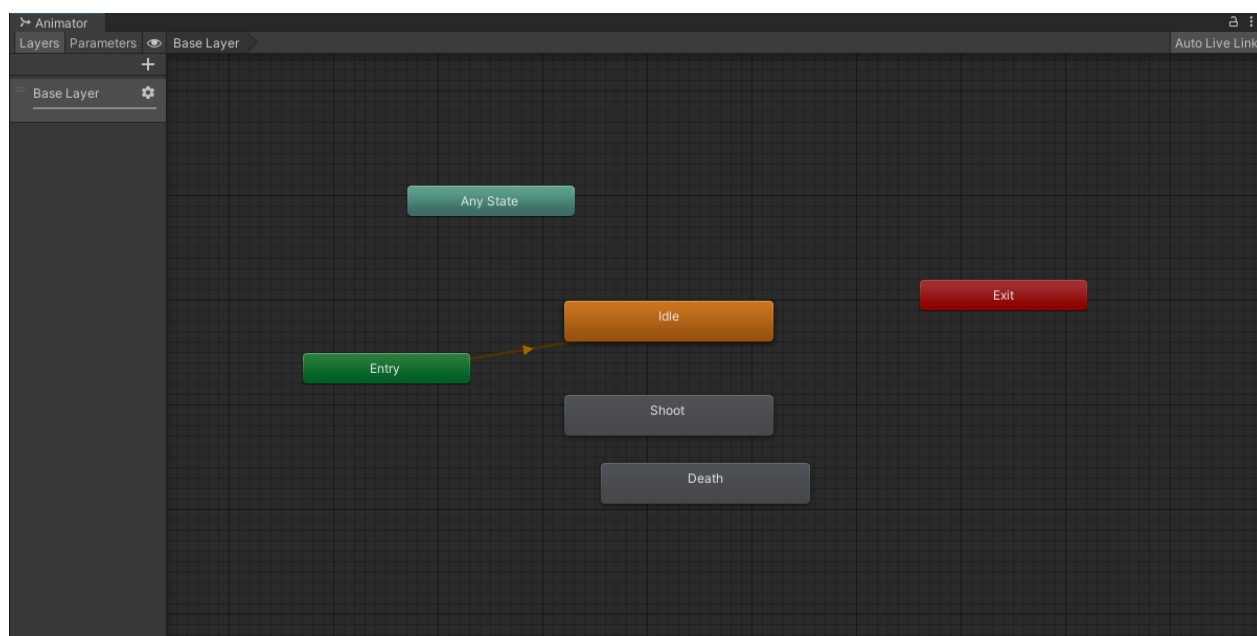 Animator
Layers Parameters Base Layer Auto Live Link
Base Layer
Any State
Exit
Idle
Entry
Shoot
Death